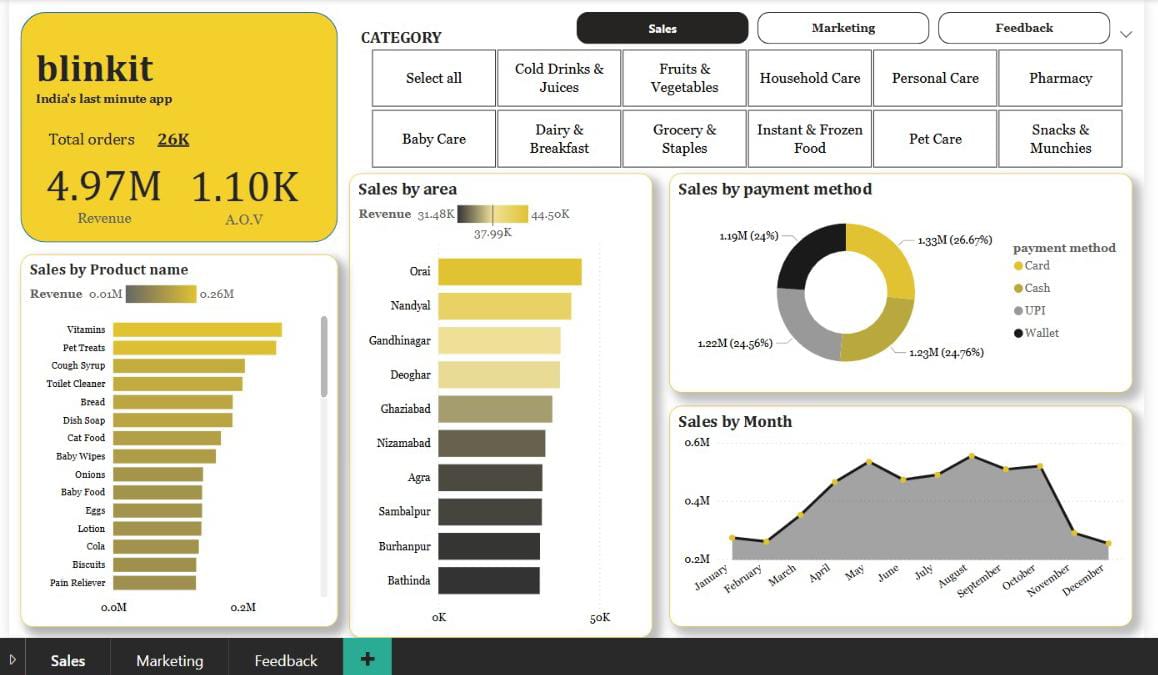 blinkit
India's last minute app
Total orders 26K
4.97M 1.10K
Revenue A.O.V
Sales Marketing Feedback
CATEGORY
Select all
Cold Drinks &
Juices
Fruits &
Vegetables
Household Care
Personal Care
Pharmacy
Baby Care
Dairy &
Breakfast
Grocery &
Staples
Instant & Frozen
Food
Pet Care
Snacks &
Munchies
Sales by Product name
Revenue 0.01M 0.26M
Vitamins
Pet Treats
Cough Syrup
Toilet Cleaner
Bread
Dish Soap
Cat Food
Baby Wipes
Onions
Baby Food
Eggs
Lotion
Cola
Biscuits
Pain Reliever
0.0M 0.2M
Sales by area
Revenue 31.48K 44.50K
37.99K
Orai
Nandyal
Gandhinagar
Deoghar
Ghaziabad
Nizamabad
Agra
Sambalpur
Burhanpur
Bathinda
0K 50K
Sales by payment method
1.19M (24%)
1.33M (26.67%)
1.22M (24.56%)
1.23M (24.76%)
payment method
Card
Cash
UPI
Wallet
Sales by Month
0.6M
0.4M
0.2M
January February March April May June July August September October November December
Sales Marketing Feedback +